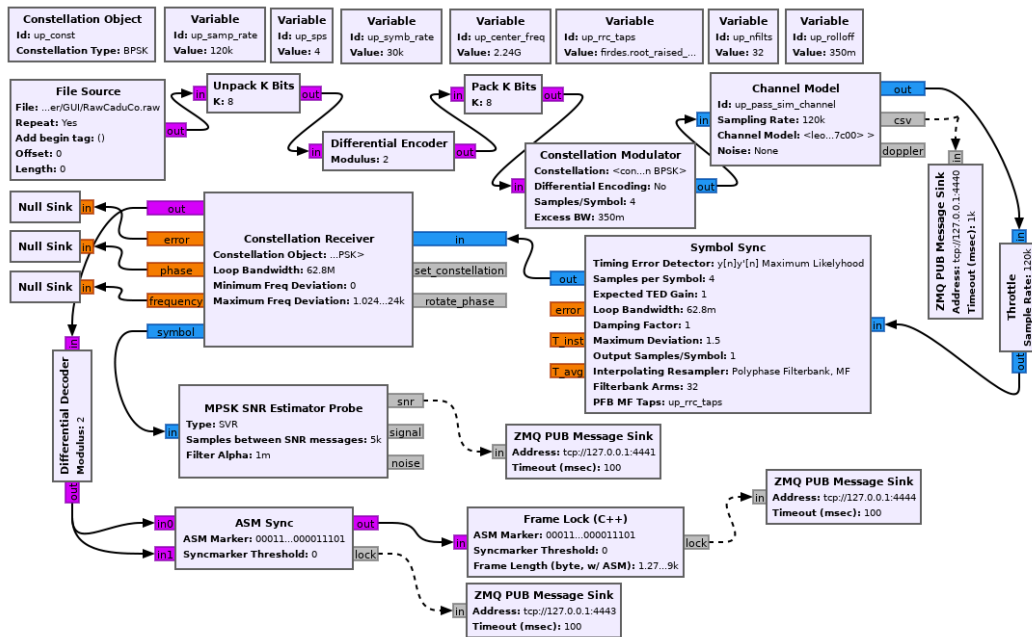 Constellation Object
Id: up_const
Constellation Type: BPSK
Variable
Id: up_samp_rate
Value: 120k
Variable
Id: up_sps
Value: 4
Variable
Id: up_symb_rate
Value: 30k
Variable
Id: up_center_freq
Value: 2.24G
Variable
Id: up_rrc_taps
Value: firdes.root_raised_...
Variable
Id: up_nfilts
Value: 32
Variable
Id: up_rolloff
Value: 350m
File Source
File: ...er/GUI/RawCaduCo.raw
Repeat: Yes
Add begin tag: ()
Offset: 0
Length: 0
out
in
Unpack K Bits
K: 8
out
in
Differential Encoder
Modulus: 2
out
in
Pack K Bits
K: 8
out
in
Constellation Modulator
Constellation: <con...n BPSK>
Differential Encoding: No
Samples/Symbol: 4
Excess BW: 350m
out
in
Channel Model
Id: up_pass_sim_channel
Sampling Rate: 120k
Channel Model: <leo...7c00> >
Noise: None
out
csv
doppler
in
ZMQ PUB Message Sink
Address: tcp://127.0.0.1:4440
Timeout (msec): 1k
in
Throttle
Sample Rate: 120k
out
Null Sink
in
Null Sink
in
Null Sink
in
out
error
phase
frequency
symbol
Constellation Receiver
Constellation Object: ...PSK>
Loop Bandwidth: 62.8M
Minimum Freq Deviation: 0
Maximum Freq Deviation: 1.024...24k
in
set_constellation
rotate_phase
out
error
T_inst
T_avg
Symbol Sync
Timing Error Detector: y[n]y'[n] Maximum Likelyhood
Samples per Symbol: 4
Expected TED Gain: 1
Loop Bandwidth: 62.8m
Damping Factor: 1
Maximum Deviation: 1.5
Output Samples/Symbol: 1
Interpolating Resampler: Polyphase Filterbank, MF
Filterbank Arms: 32
PFB MF Taps: up_rrc_taps
in
in
Differential Decoder
Modulus: 2
out
in
MPSK SNR Estimator Probe
Type: SVR
Samples between SNR messages: 5k
Filter Alpha: 1m
snr
signal
noise
in
ZMQ PUB Message Sink
Address: tcp://127.0.0.1:4441
Timeout (msec): 100
in0
in1
ASM Sync
ASM Marker: 00011...000011101
Syncmarker Threshold: 0
out
lock
in
Frame Lock (C++)
ASM Marker: 00011...000011101
Syncmarker Threshold: 0
Frame Length (byte, w/ ASM): 1.27...9k
lock
in
ZMQ PUB Message Sink
Address: tcp://127.0.0.1:4444
Timeout (msec): 100
in
ZMQ PUB Message Sink
Address: tcp://127.0.0.1:4443
Timeout (msec): 100